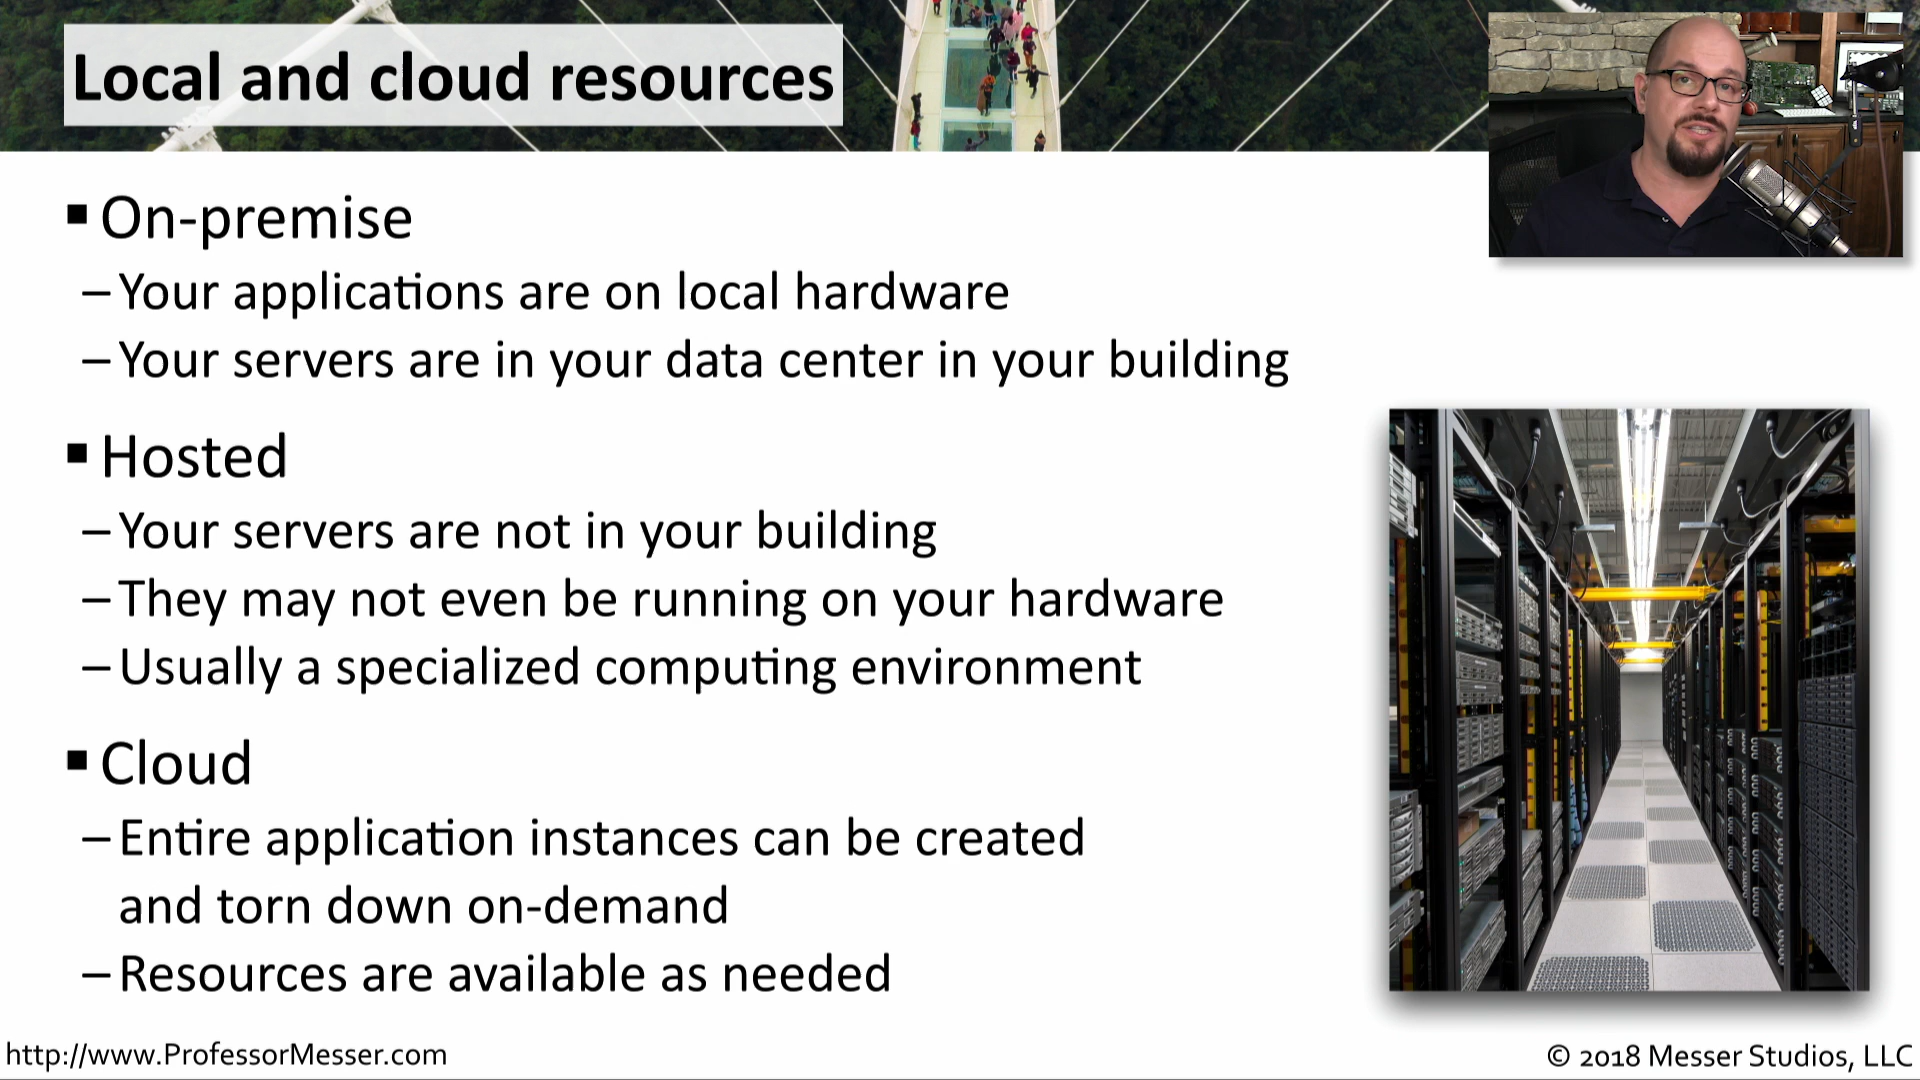 Local and cloud resources
▪ On-premise
– Your applications are on local hardware
– Your servers are in your data center in your building
▪ Hosted
– Your servers are not in your building
– They may not even be running on your hardware
– Usually a specialized computing environment
▪ Cloud
– Entire application instances can be created
and torn down on-demand
– Resources are available as needed
http://www.ProfessorMesser.com
© 2018 Messer Studios, LLC